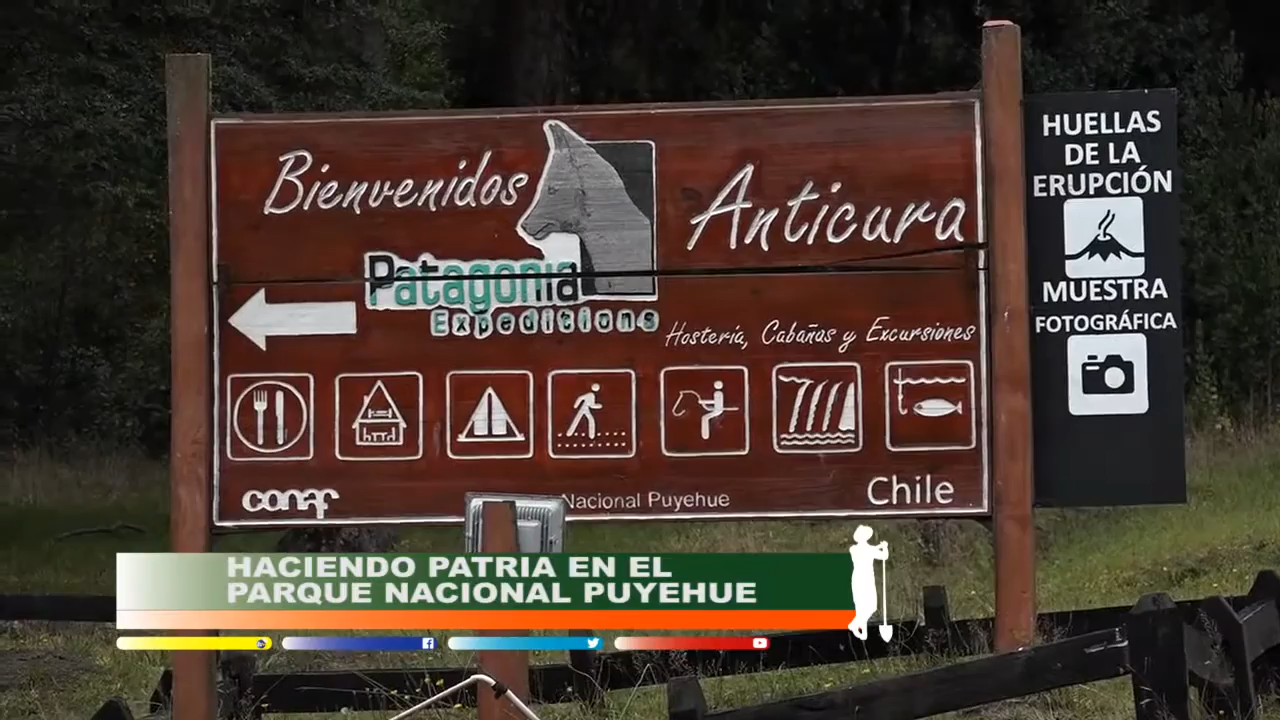 Bienvenidos
Anticura
Patagonia
Expeditions
Hostería, Cabañas y Excursiones
conaf
Nacional Puyehue
Chile
HUELLAS
DE LA
ERUPCIÓN
MUESTRA
FOTOGRÁFICA
HACIENDO PATRIA EN EL
PARQUE NACIONAL PUYEHUE